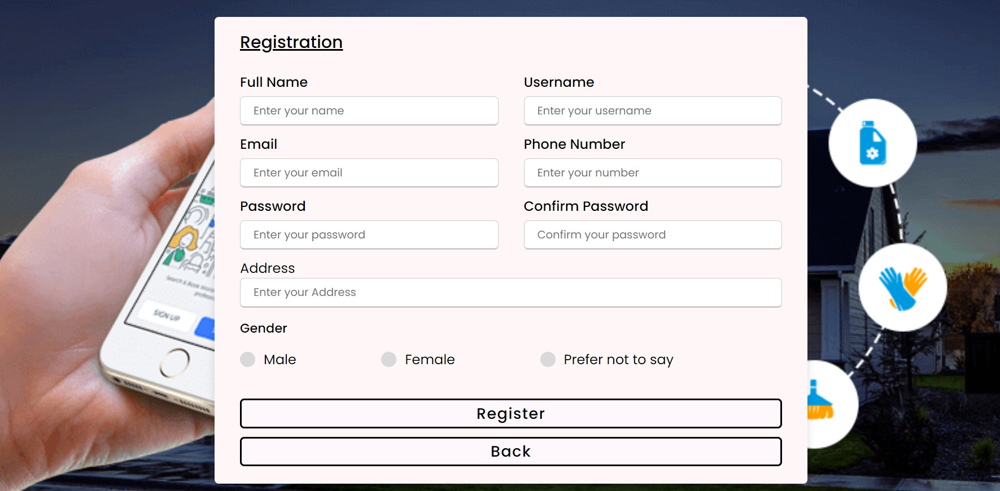 Registration
Full Name
Username
Enter your name
Enter your username
Email
Phone Number
Enter your email
Enter your number
Password
Confirm Password
Enter your password
Confirm your password
Address
Enter your Address
Search & Book
SIGN UP
Gender
Male
Female
Prefer not to say
Register
Back